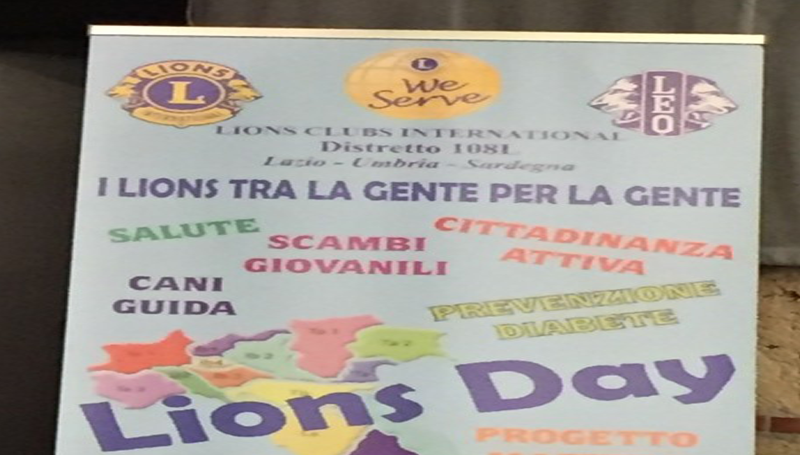 LIONS
L
INTERNATIONAL
L
We
Serve
LEO
LIONS CLUBS INTERNATIONAL
Distretto 108L
Lazio - Umbria - Sardegna
I LIONS TRA LA GENTE PER LA GENTE
SALUTE
SCAMBI
GIOVANILI
CITTADINANZA
ATTIVA
CANI
GUIDA
PREVENZIONE
DIABETE
Lions Day
PROGETTO